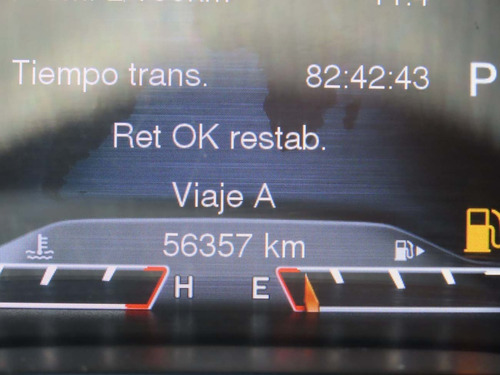 Tiempo trans. 82:42:43 P
Ret OK restab.
Viaje A
56357 km
H E